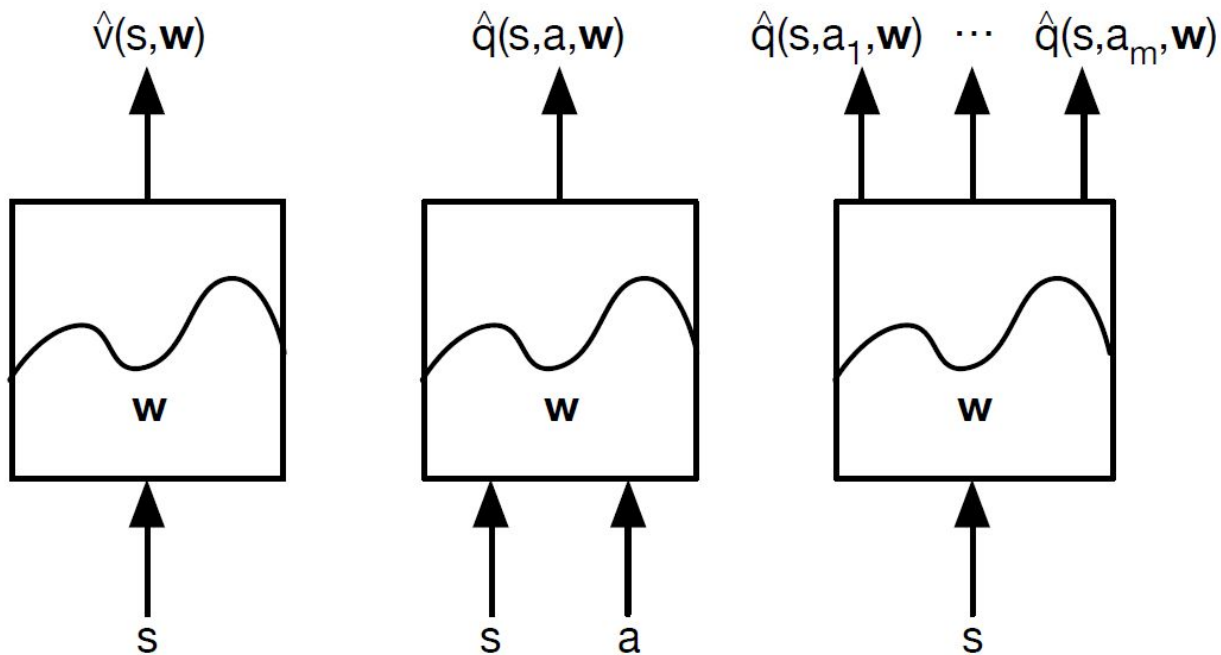 v̂(s,w) q̂(s,a,w) q̂(s,a₁,w) ··· q̂(s,aₘ,w)
w w w
s s a s